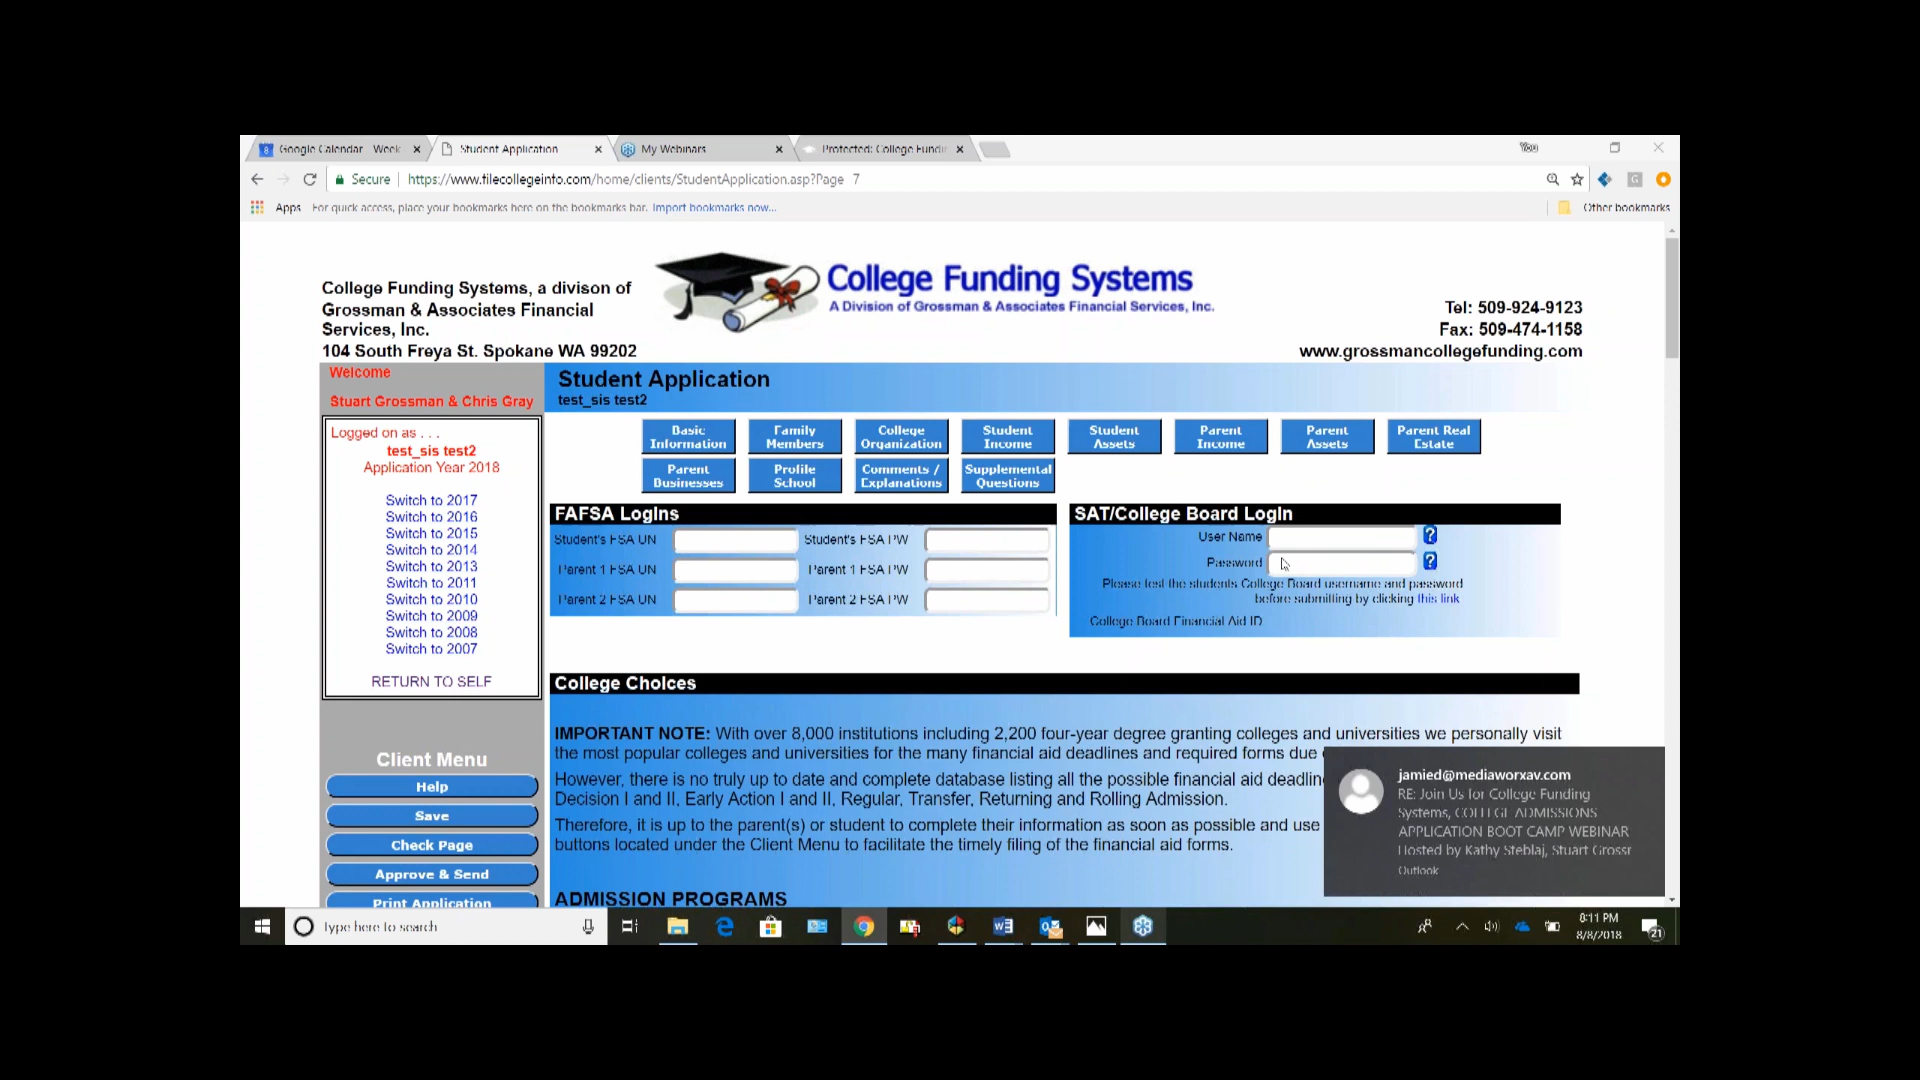 Google Calendar - Week
Student Application
My Webinars
Protected: College Fundi
You
Secure
https://www.filecollegeinfo.com/home/clients/StudentApplication.asp?Page 7
Apps
For quick access, place your bookmarks here on the bookmarks bar. Import bookmarks now...
Other bookmarks
College Funding Systems, a divison of
Grossman & Associates Financial
Services, Inc.
104 South Freya St. Spokane WA 99202
College Funding Systems
A Division of Grossman & Associates Financial Services, Inc.
Tel: 509-924-9123
Fax: 509-474-1158
www.grossmancollegefunding.com
Welcome
Stuart Grossman & Chris Gray
Logged on as . . .
test_sis test2
Application Year 2018
Switch to 2017
Switch to 2016
Switch to 2015
Switch to 2014
Switch to 2013
Switch to 2011
Switch to 2010
Switch to 2009
Switch to 2008
Switch to 2007
RETURN TO SELF
Client Menu
Help
Save
Check Page
Approve & Send
Print Application
Student Application
test_sis test2
Basic
Information
Family
Members
College
Organization
Student
Income
Student
Assets
Parent
Income
Parent
Assets
Parent Real
Estate
Parent
Businesses
Profile
School
Comments /
Explanations
Supplemental
Questions
FAFSA Logins
Student's FSA UN
Student's FSA PW
Parent 1 FSA UN
Parent 1 FSA PW
Parent 2 FSA UN
Parent 2 FSA PW
SAT/College Board Login
User Name
?
Password
?
Please test the students College Board username and password
before submitting by clicking this link
College Board Financial Aid ID
College Choices
IMPORTANT NOTE: With over 8,000 institutions including 2,200 four-year degree granting colleges and universities we personally visit
the most popular colleges and universities for the many financial aid deadlines and required forms due
However, there is no truly up to date and complete database listing all the possible financial aid deadlin
Decision I and II, Early Action I and II, Regular, Transfer, Returning and Rolling Admission.
Therefore, it is up to the parent(s) or student to complete their information as soon as possible and use
buttons located under the Client Menu to facilitate the timely filing of the financial aid forms.
ADMISSION PROGRAMS
jamied@mediaworxav.com
RE: Join Us for College Funding
Systems, COLLEGE ADMISSIONS
APPLICATION BOOT CAMP WEBINAR
Hosted by Kathy Steblaj, Stuart Grossr
Outlook
Type here to search
8:11 PM
8/8/2018
21